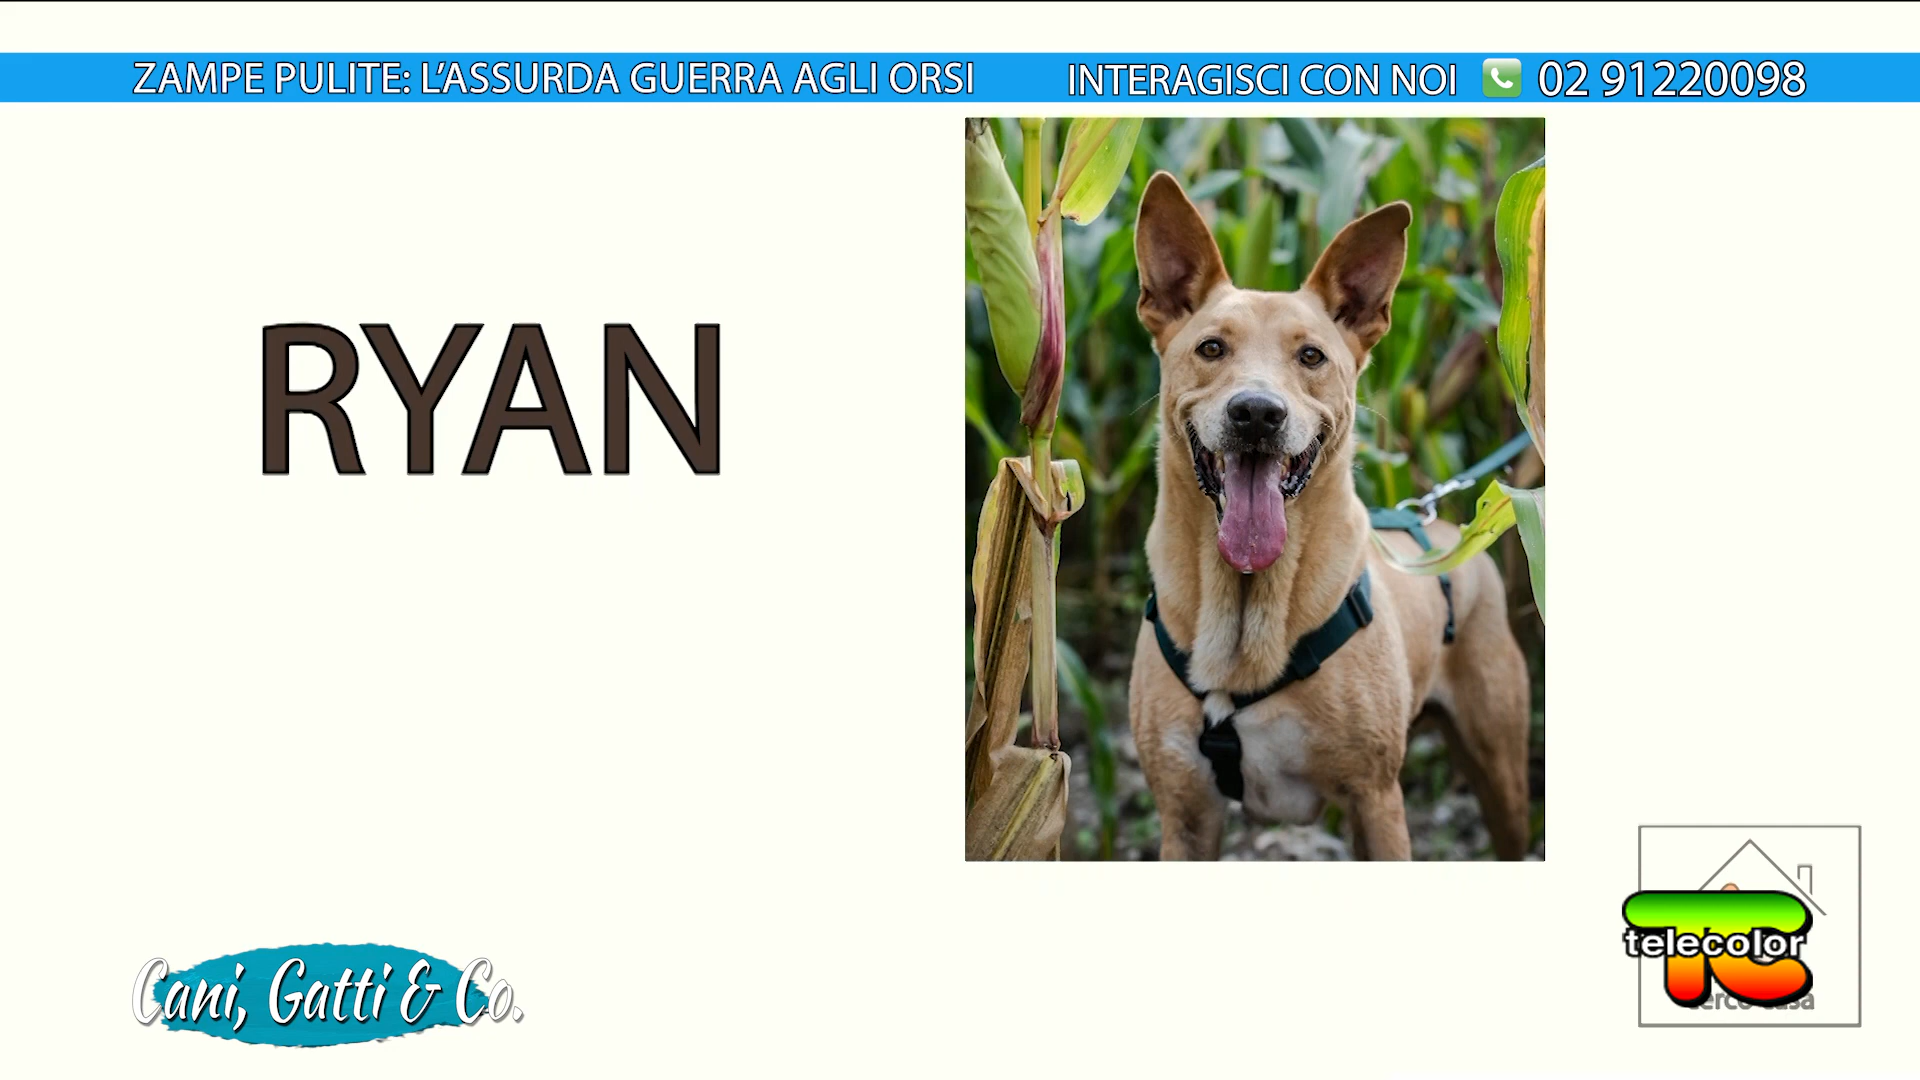 ZAMPE PULITE: L'ASSURDA GUERRA AGLI ORSI
INTERAGISCI CON NOI 02 91220098
RYAN
Cani, Gatti & Co.
telecolor